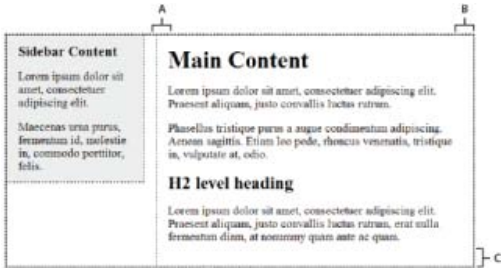 A
B
Sidebar Content
Lorem ipsum dolor sit
amet, consectetuer
adipiscing elit.
Maecenas urna purus,
fermentum id, molestie
in, commodo porttitor,
felis.
Main Content
Lorem ipsum dolor sit amet, consectetuer adipiscing elit.
Praesent aliquam, justo convallis luctus rutrum.
Phasellus tristique purus a augue condimentum adipiscing.
Aenean sagittis. Etiam leo pede, rhoncus venenatis, tristique
in, vulputate at, odio.
H2 level heading
Lorem ipsum dolor sit amet, consectetuer adipiscing elit.
Praesent aliquam, justo convallis luctus rutrum, erat nulla
fermentum diam, at nonummy quam ante ac quam.
C